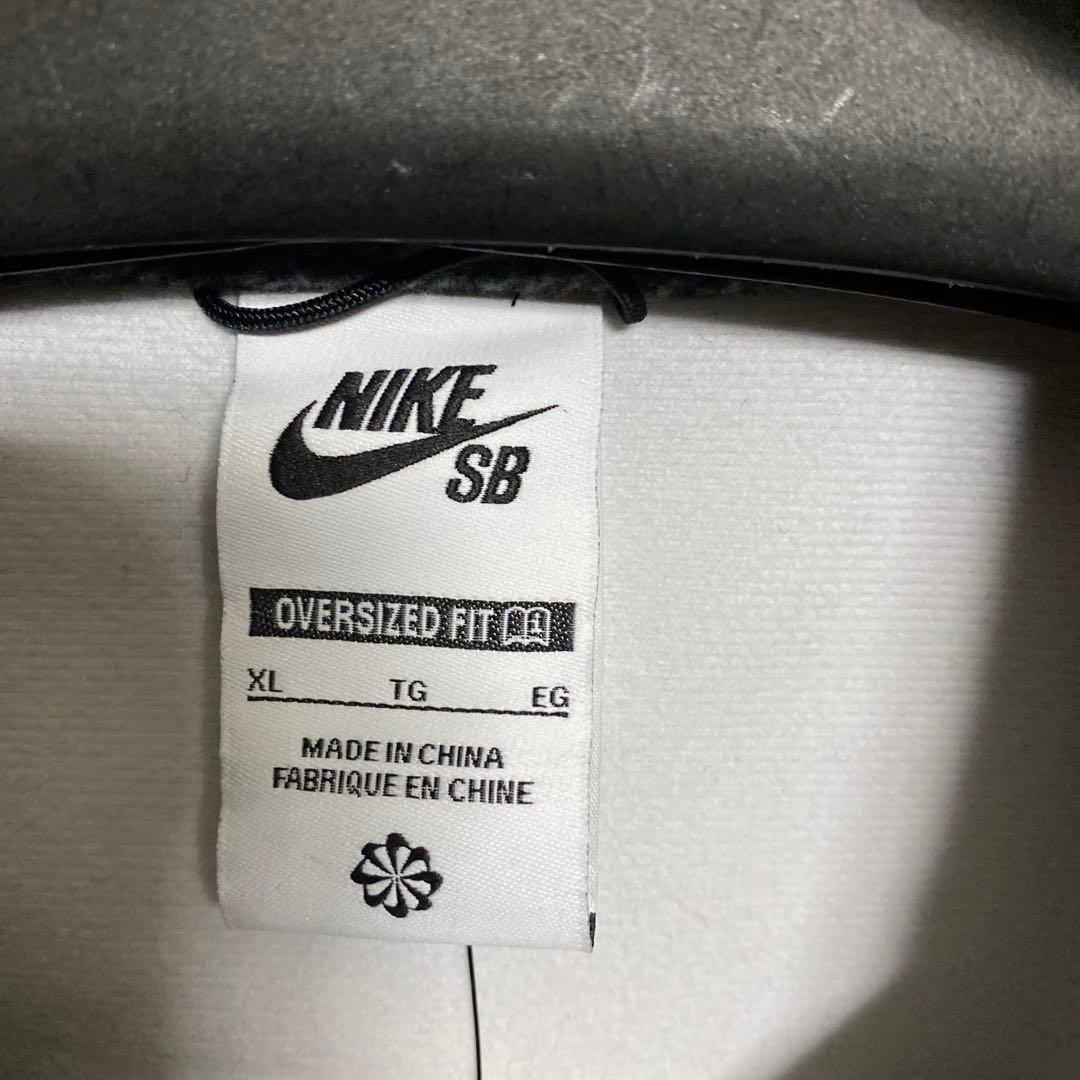 NIKE
SB
OVERSIZED FIT
XL TG EG
MADE IN CHINA
FABRIQUE EN CHINE